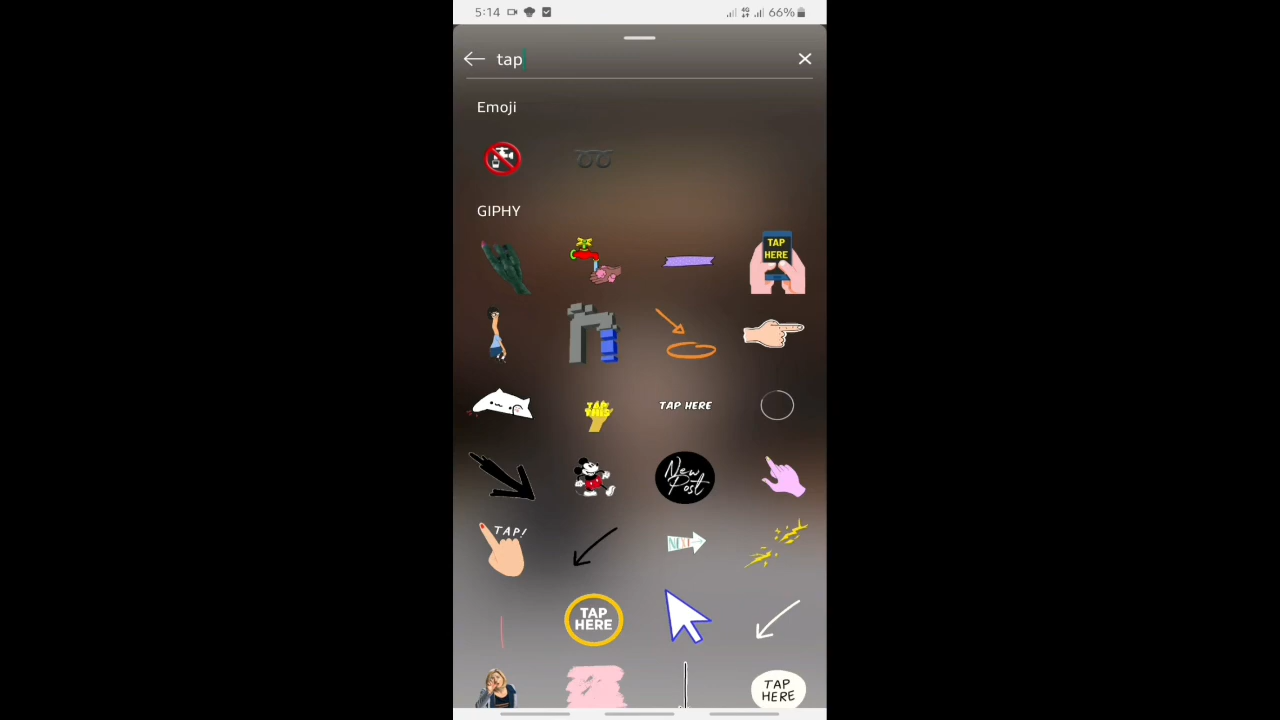 5:14
4G
66%
tap
Emoji
GIPHY
TAP
HERE
TAP
THIS
TAP HERE
New
Post
TAP!
TAP
HERE
TAP
HERE